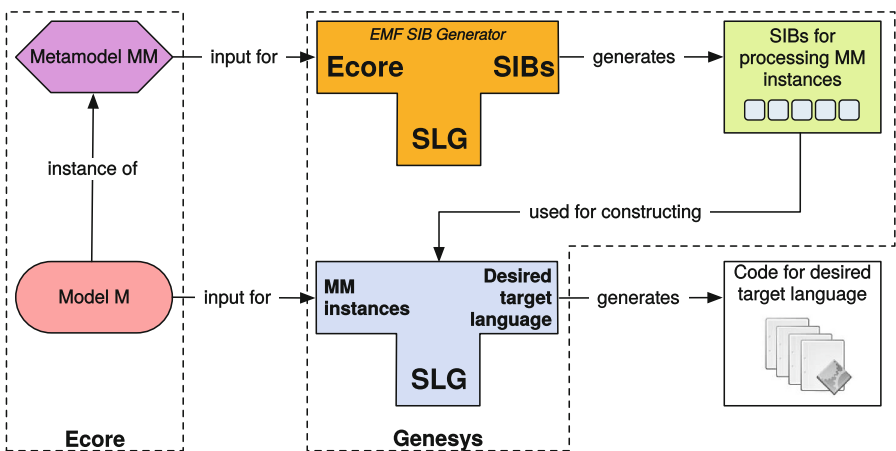 Metamodel MM
input for
EMF SIB Generator
Ecore
SIBs
SLG
generates
SIBs for
processing MM
instances
instance of
used for constructing
Model M
input for
MM
instances
Desired
target
language
SLG
generates
Code for desired
target language
Ecore
Genesys